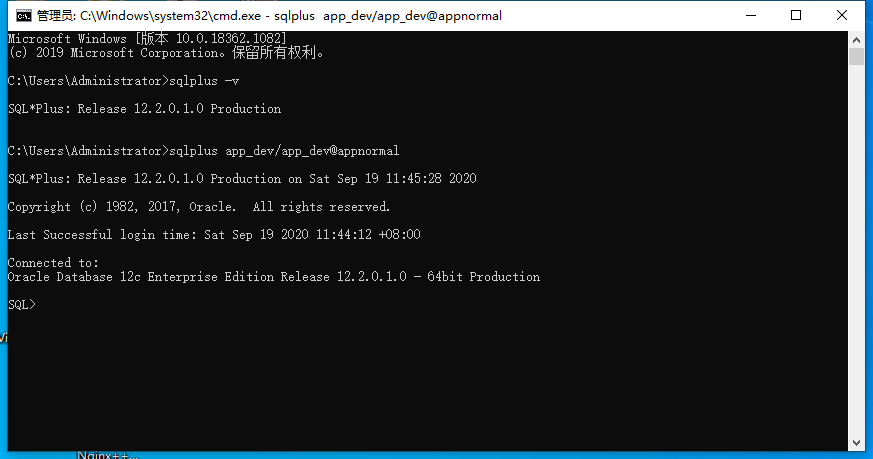 管理员: C:\Windows\system32\cmd.exe - sqlplus  app_dev/app_dev@appnormal
Microsoft Windows [版本 10.0.18362.1082]
(c) 2019 Microsoft Corporation。保留所有权利。
C:\Users\Administrator>sqlplus -v
SQL*Plus: Release 12.2.0.1.0 Production
C:\Users\Administrator>sqlplus app_dev/app_dev@appnormal
SQL*Plus: Release 12.2.0.1.0 Production on Sat Sep 19 11:45:28 2020
Copyright (c) 1982, 2017, Oracle.  All rights reserved.
Last Successful login time: Sat Sep 19 2020 11:44:12 +08:00
Connected to:
Oracle Database 12c Enterprise Edition Release 12.2.0.1.0 - 64bit Production
SQL>
Nginx++...